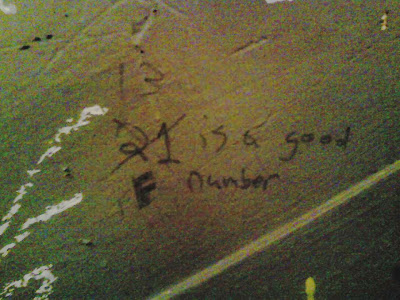 13
21 is a good
F number